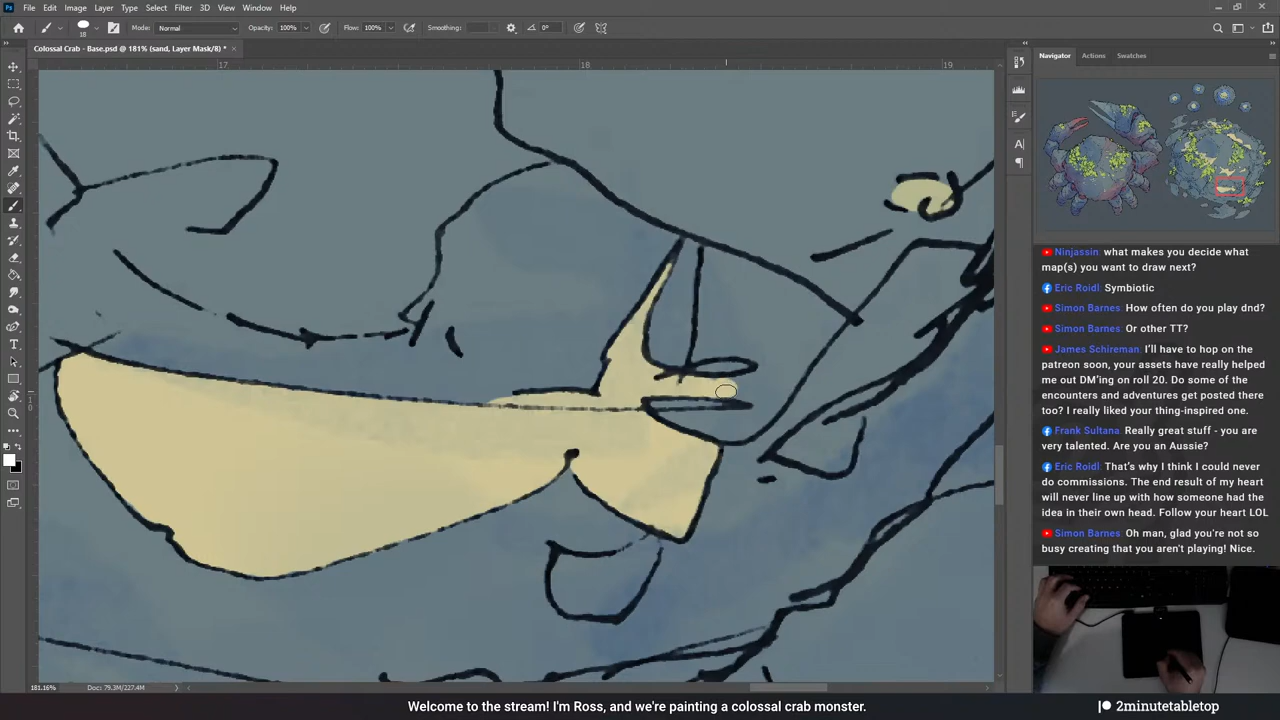 Ps File Edit Image Layer Type Select Filter 3D View Window Help
18 Mode: Normal Opacity: 100% Flow: 100% Smoothing: 0°
Colossal Crab - Base.psd @ 181% (sand, Layer Mask/8) * ×
17 18 19
Navigator Actions Swatches
Ninjassin: what makes you decide what
map(s) you want to draw next?
Eric Roidl: Symbiotic
Simon Barnes: How often do you play dnd?
Simon Barnes: Or other TT?
James Schireman: I'll have to hop on the
patreon soon, your assets have really helped
me out DM'ing on roll 20. Do some of the
encounters and adventures get posted there
too? I really liked your thing-inspired one.
Frank Sultana: Really great stuff - you are
very talented. Are you an Aussie?
Eric Roidl: That's why I think I could never
do commissions. The end result of my heart
will never line up with how someone had the
idea in their own head. Follow your heart LOL
Simon Barnes: Oh man, glad you're not so
busy creating that you aren't playing! Nice.
181.16% Doc: 79.3M/227.4M
Welcome to the stream! I'm Ross, and we're painting a colossal crab monster.
2minutetabletop